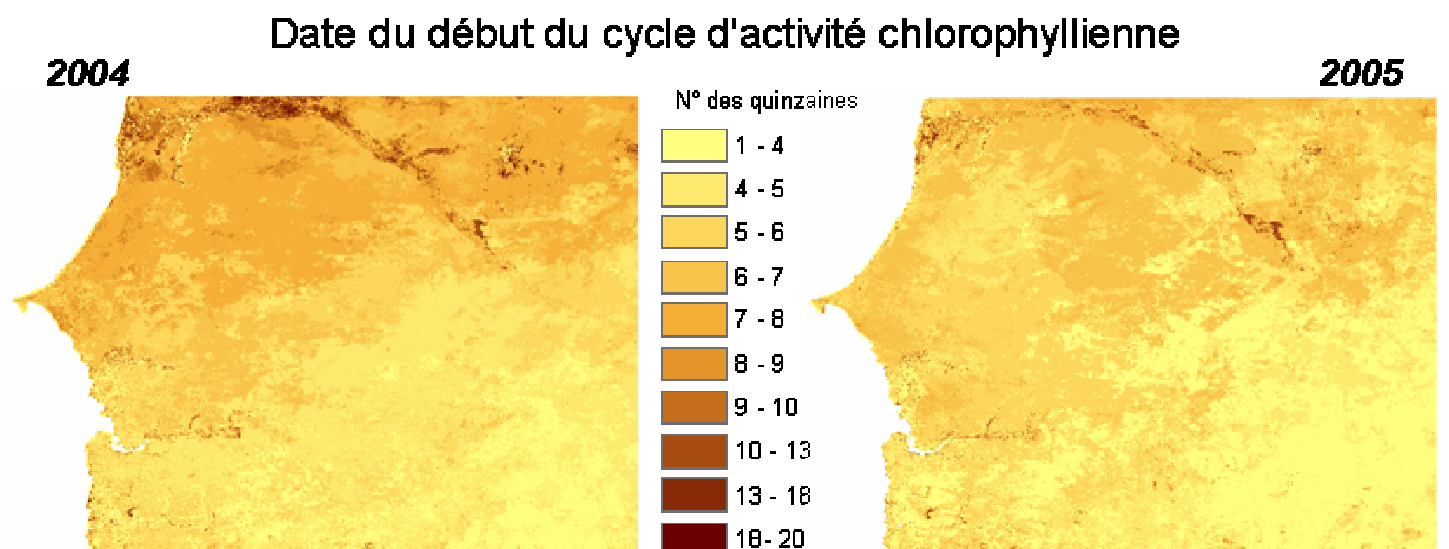 Date du début du cycle d'activité chlorophyllienne
2004
2005
N° des quinzaines
1 - 4
4 - 5
5 - 6
6 - 7
7 - 8
8 - 9
9 - 10
10 - 13
13 - 18
18- 20